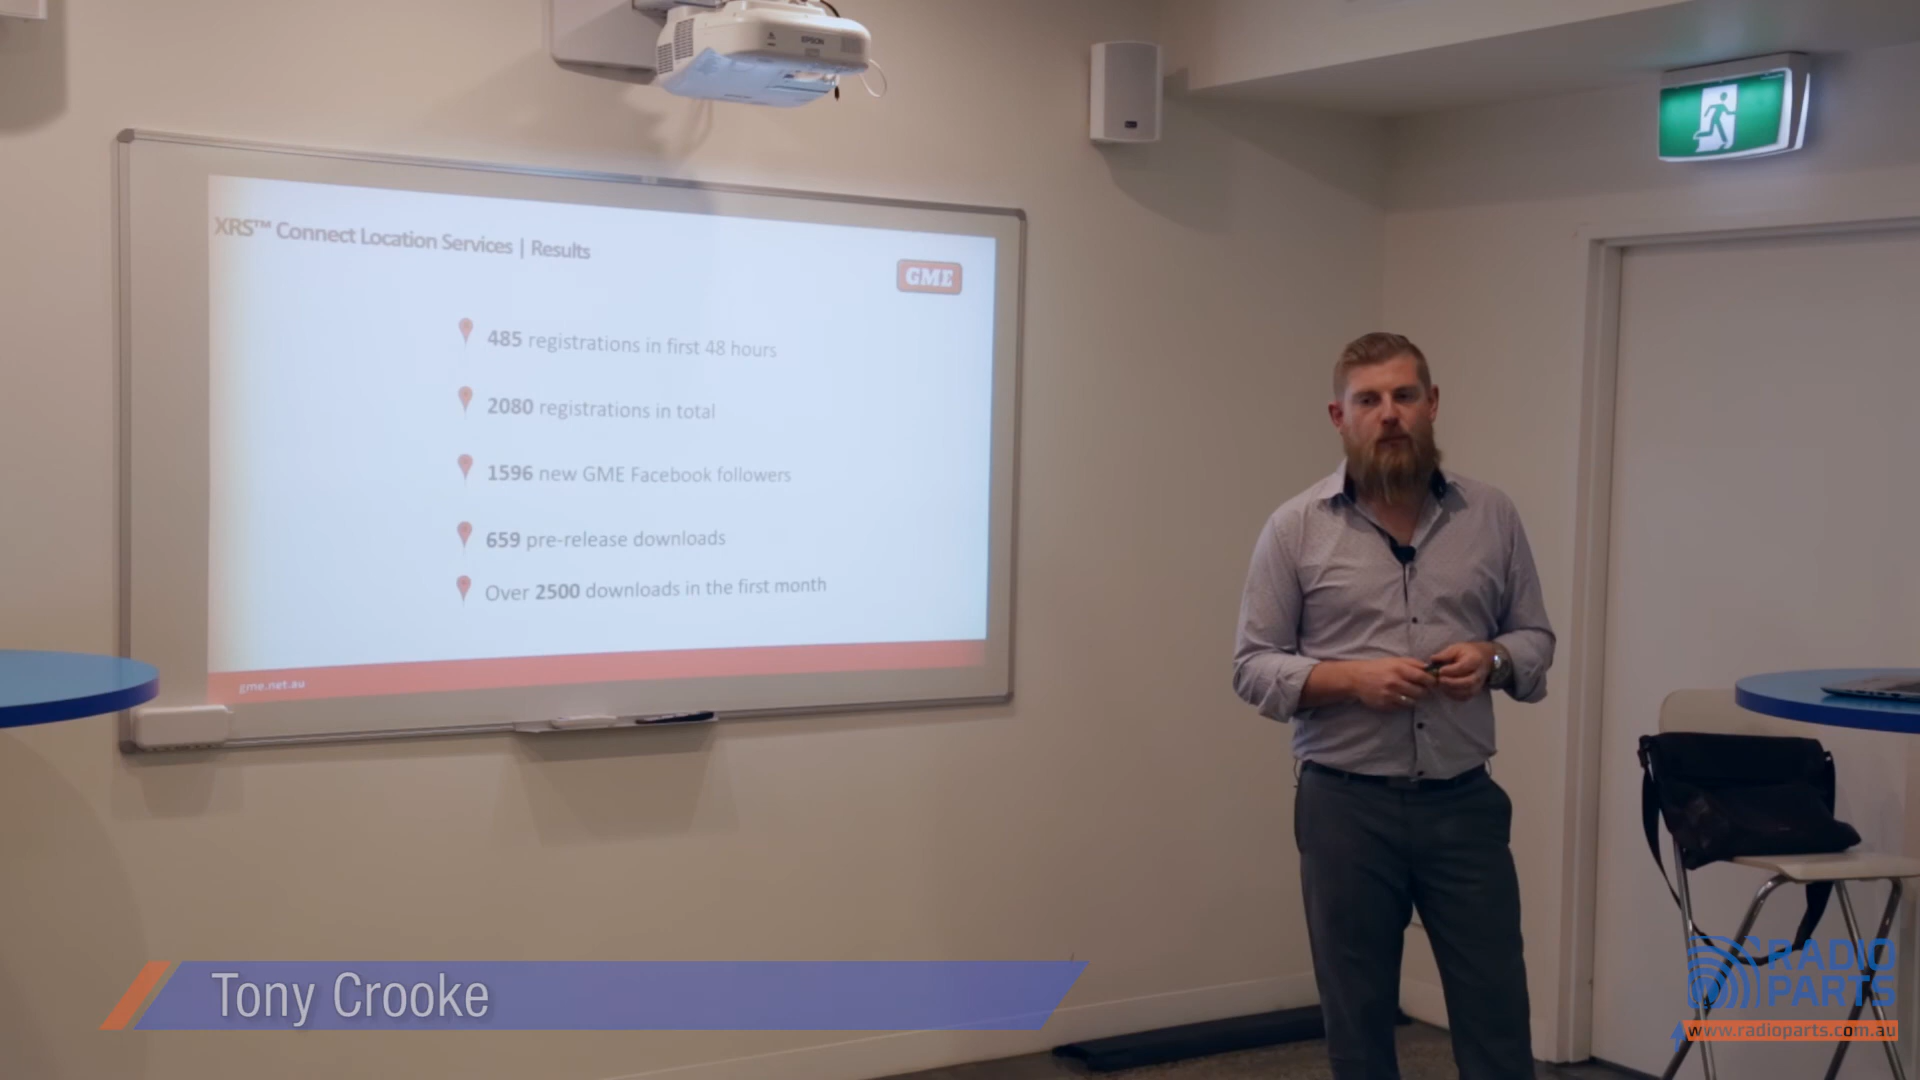 EPSON
XRS™ Connect Location Services | Results
GME
485 registrations in first 48 hours
2080 registrations in total
1596 new GME Facebook followers
659 pre-release downloads
Over 2500 downloads in the first month
gme.net.au
Tony Crooke
RADIO
PARTS
www.radioparts.com.au